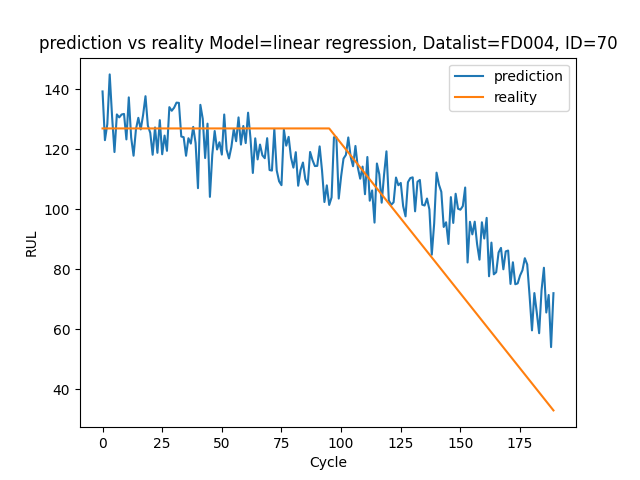 prediction vs reality Model=linear regression, Datalist=FD004, ID=70
prediction
reality
140
120
100
80
60
40
RUL
0 25 50 75 100 125 150 175
Cycle